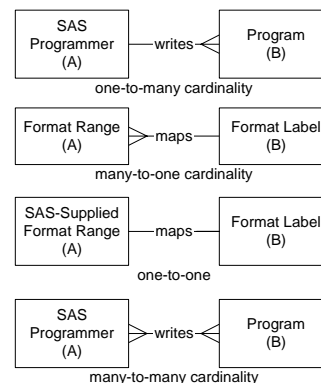 SAS
Programmer
(A)
writes
Program
(B)
one-to-many cardinality
Format Range
(A)
maps
Format Label
(B)
many-to-one cardinality
SAS-Supplied
Format Range
(A)
maps
Format Label
(B)
one-to-one
SAS
Programmer
(A)
writes
Program
(B)
many-to-many cardinality